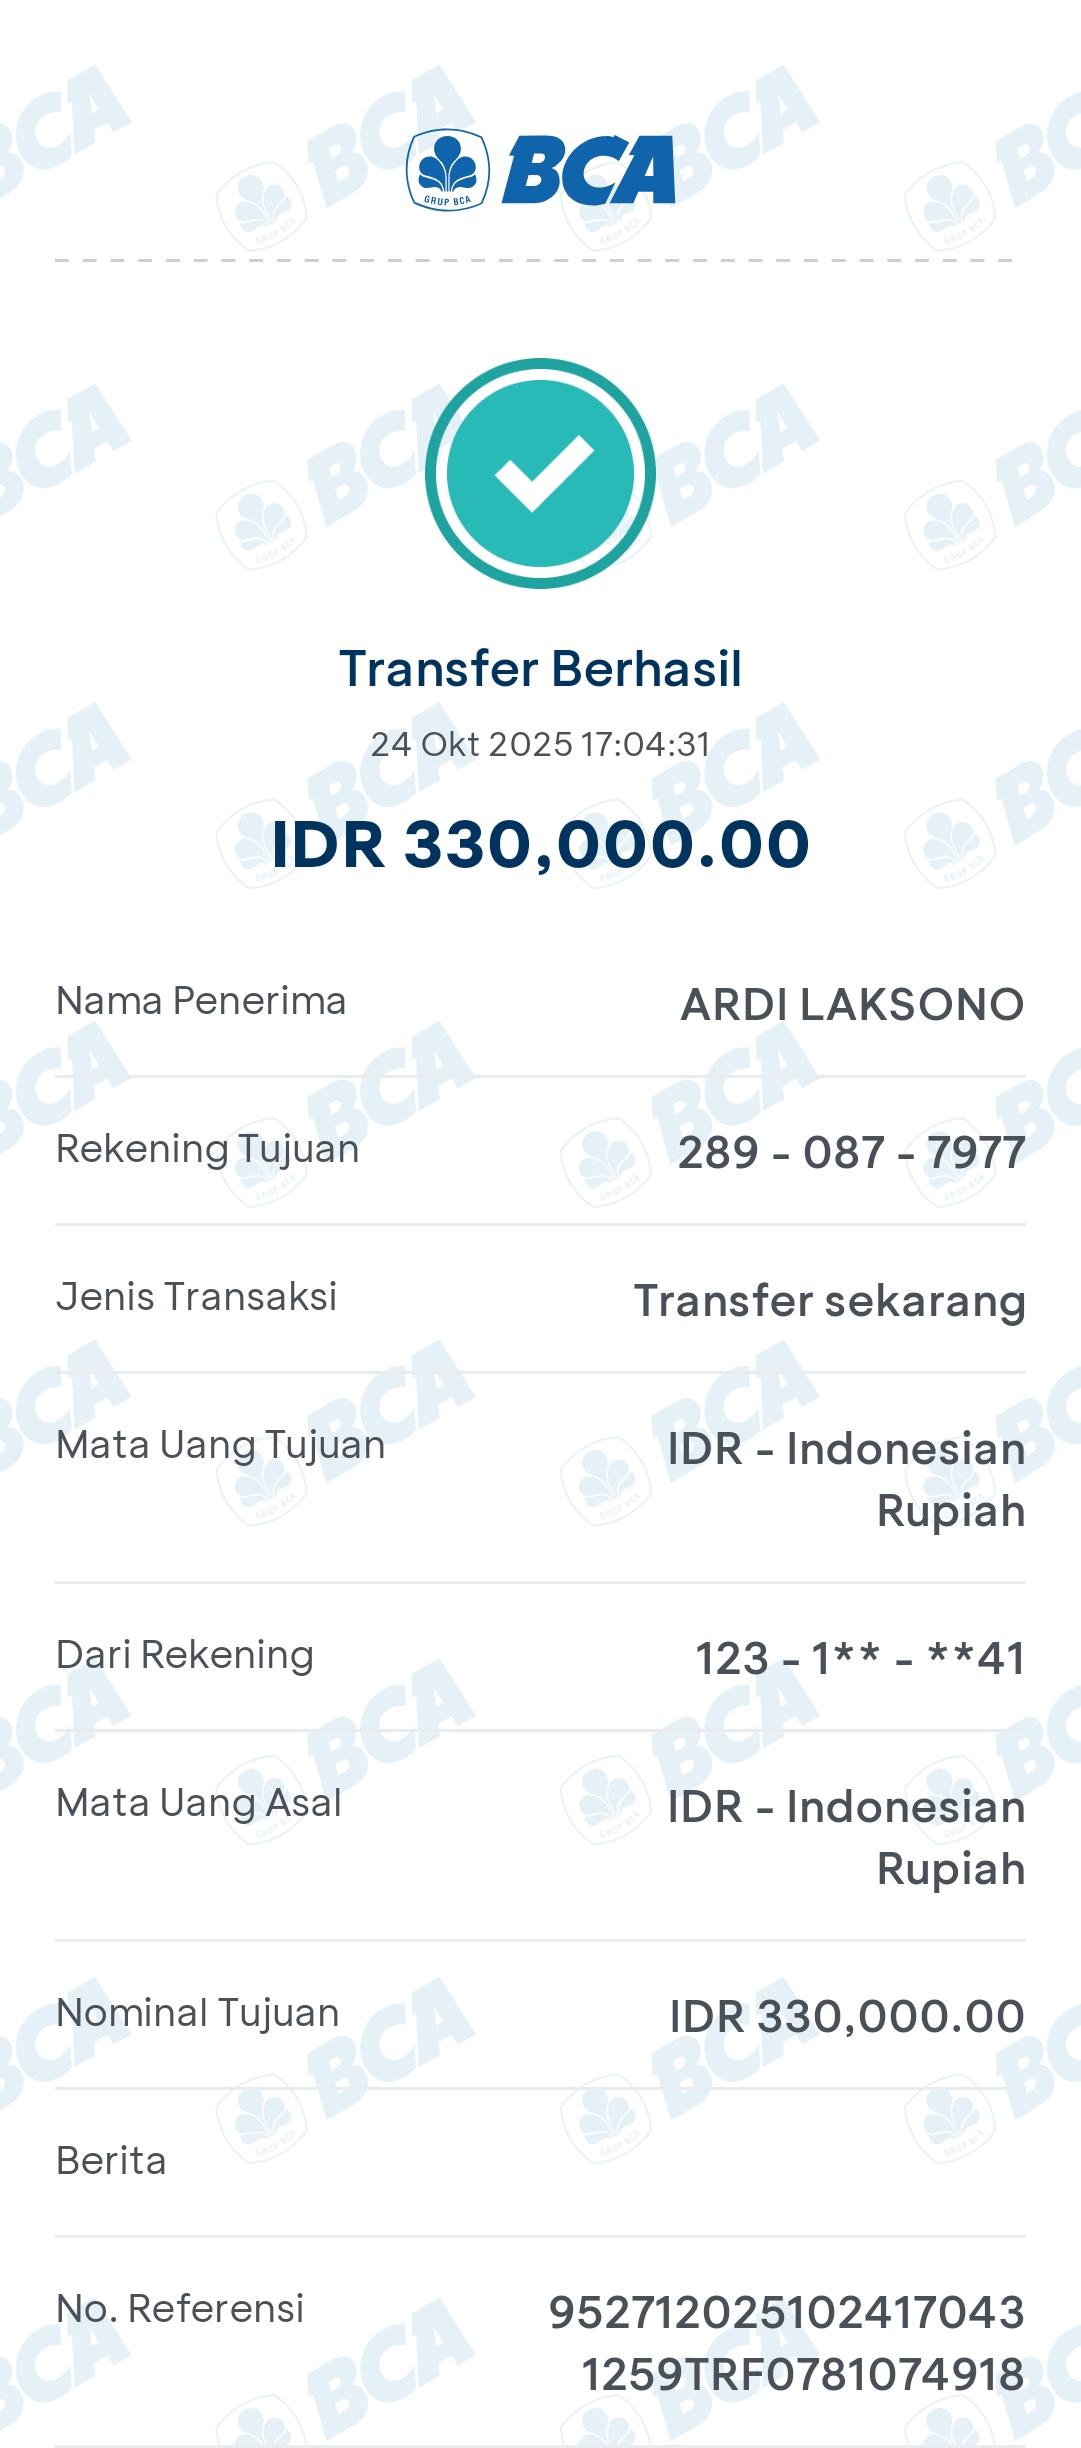 GRUP BCA BCA
Transfer Berhasil
24 Okt 2025 17:04:31
IDR 330,000.00
Nama Penerima ARDI LAKSONO
Rekening Tujuan 289 - 087 - 7977
Jenis Transaksi Transfer sekarang
Mata Uang Tujuan IDR - Indonesian
Rupiah
Dari Rekening 123 - 1** - **41
Mata Uang Asal IDR - Indonesian
Rupiah
Nominal Tujuan IDR 330,000.00
Berita
No. Referensi 952712025102417043
1259TRF0781074918